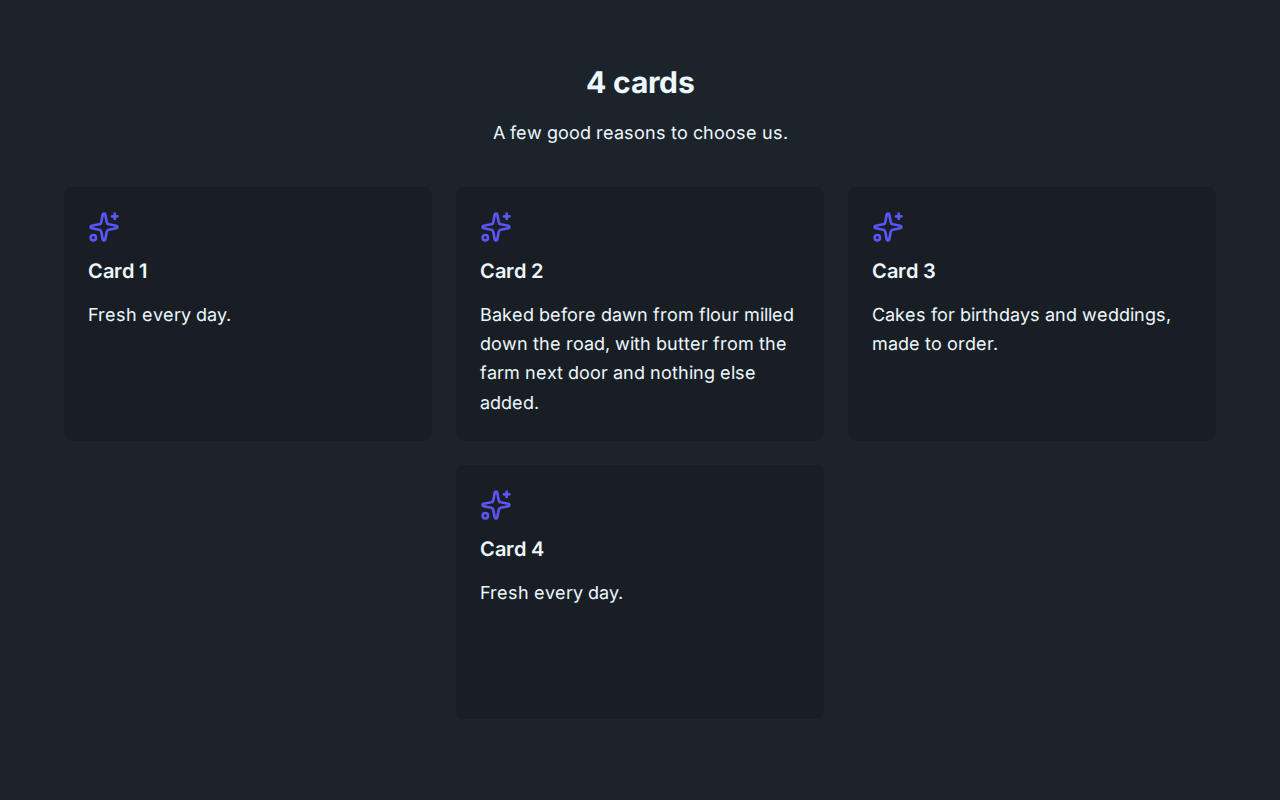 4 cards
A few good reasons to choose us.
Card 1
Fresh every day.
Card 2
Baked before dawn from flour milled
down the road, with butter from the
farm next door and nothing else
added.
Card 3
Cakes for birthdays and weddings,
made to order.
Card 4
Fresh every day.